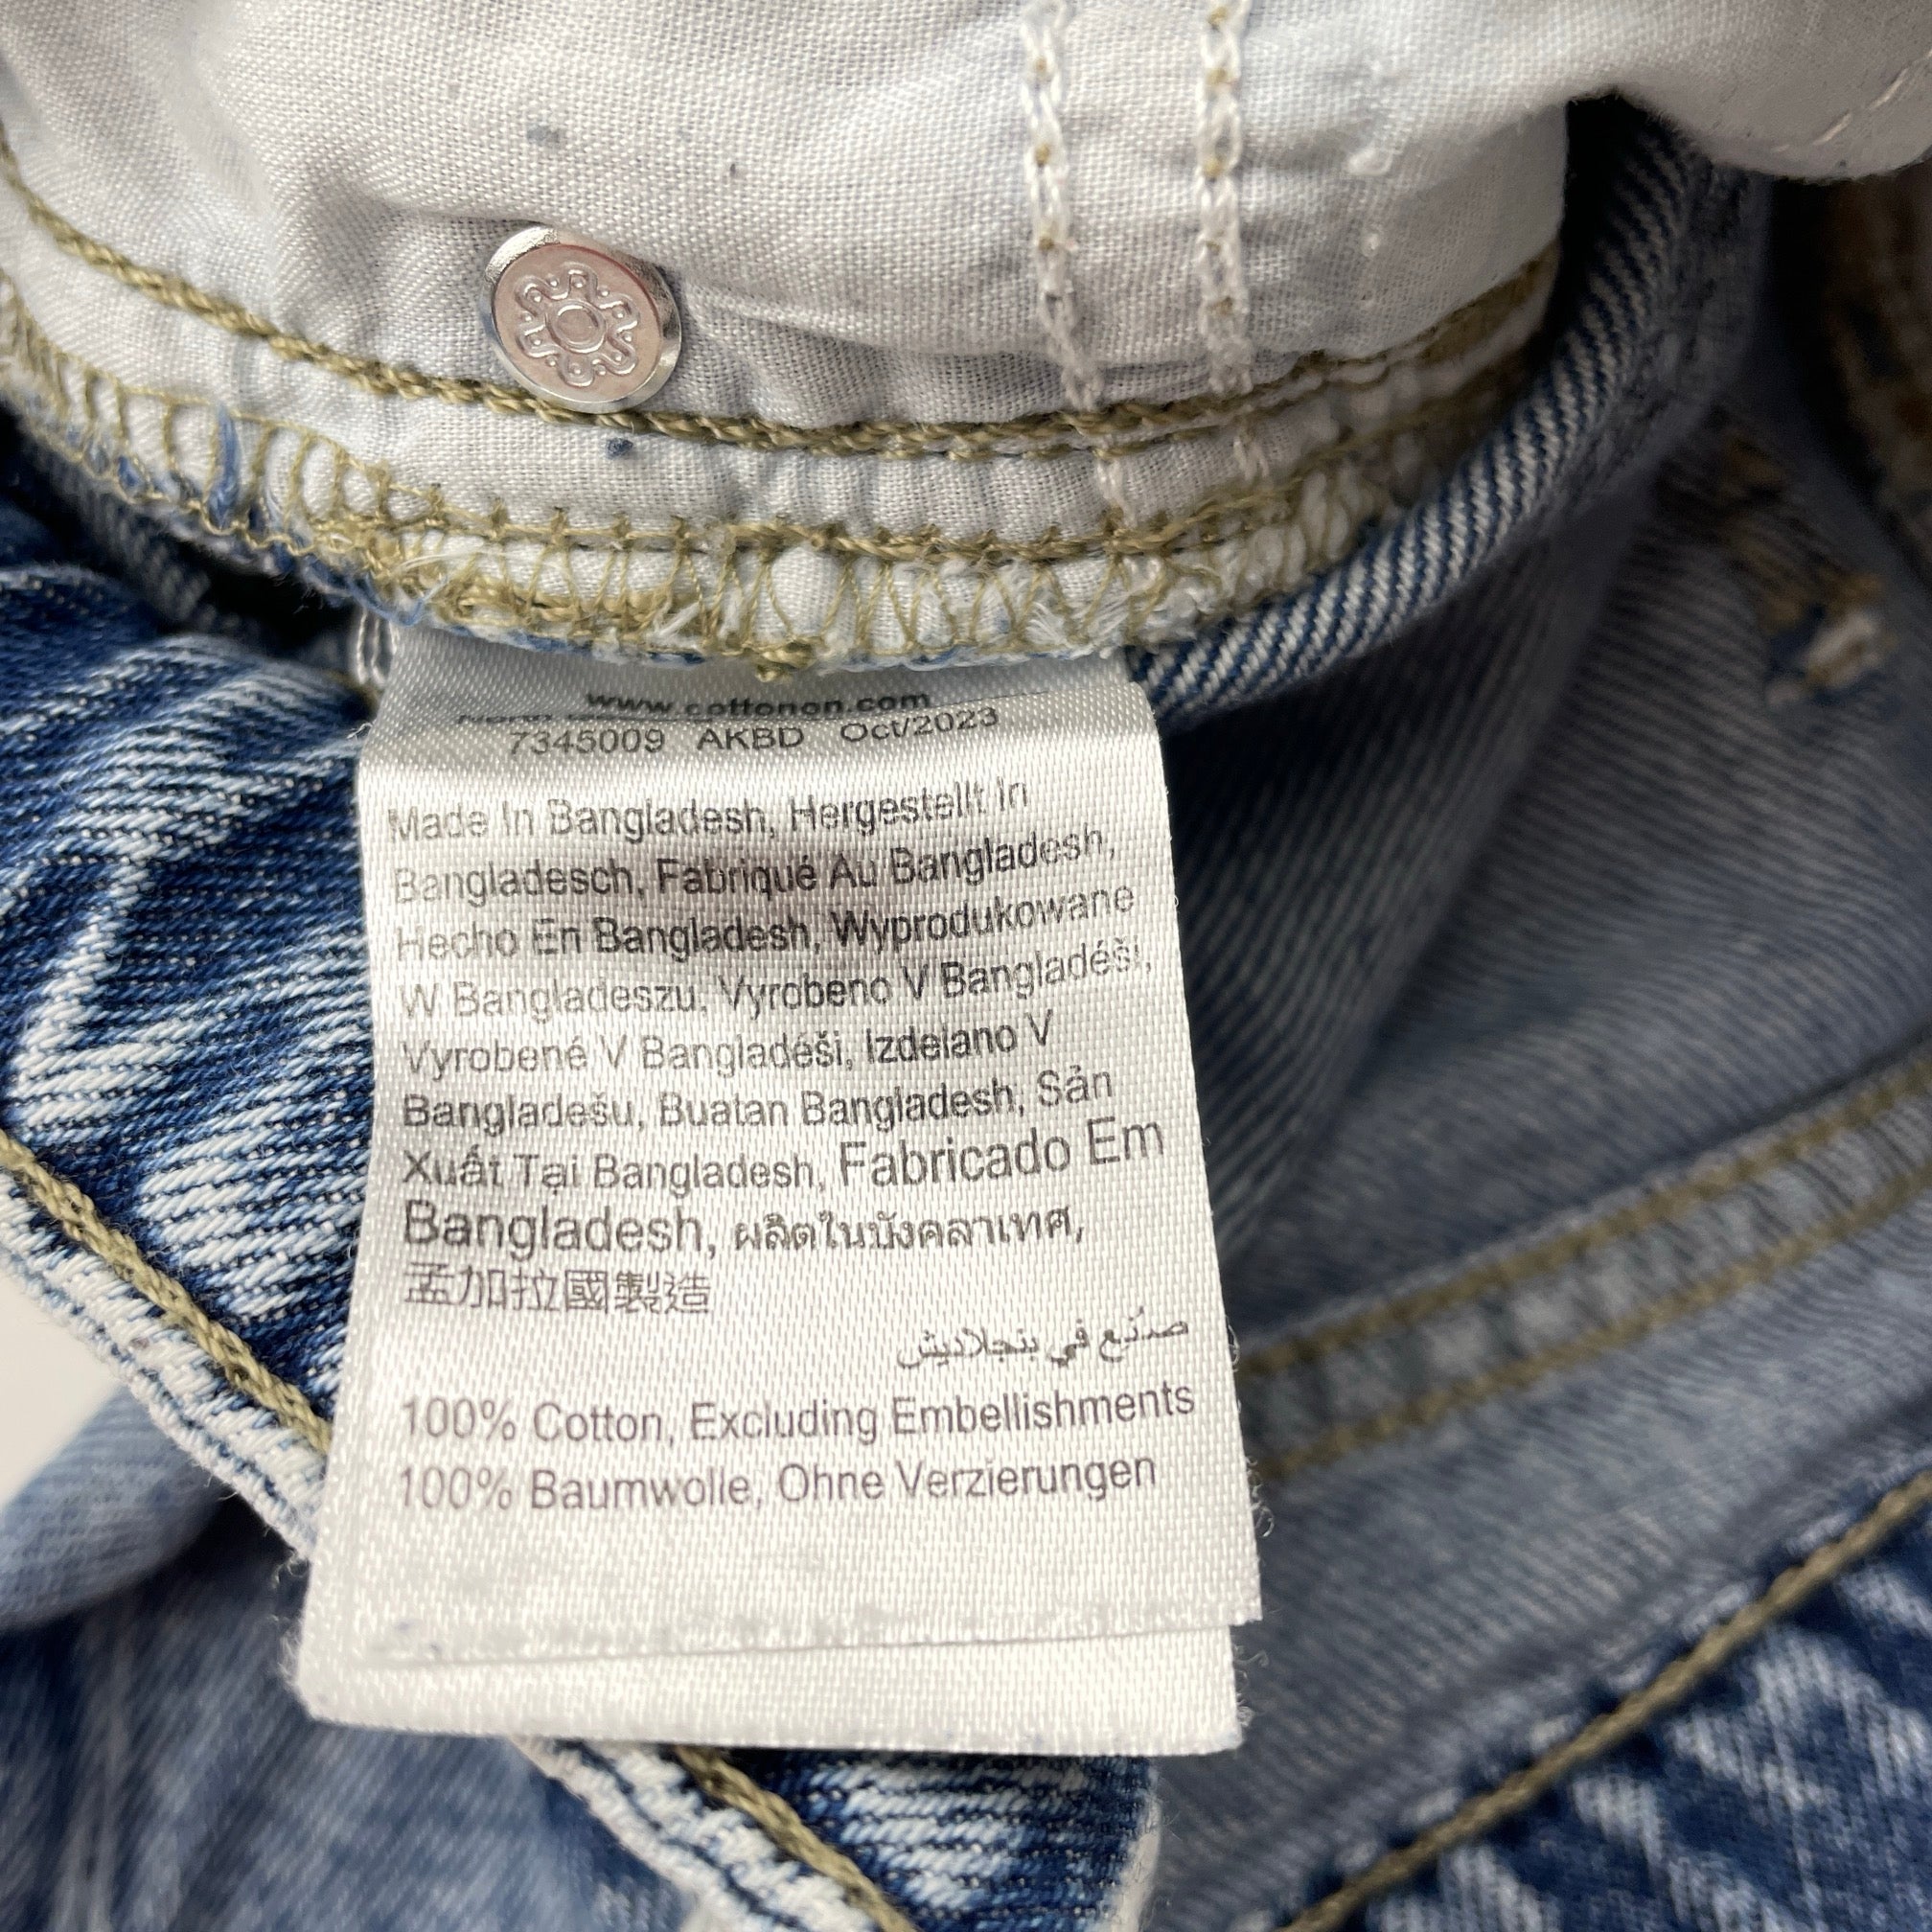 www.cottonon.com
North
7345009 AKBD Oct/2023
Made In Bangladesh, Hergestellt In
Bangladesch, Fabriqué Au Bangladesh,
Hecho En Bangladesh, Wyprodukowane
W Bangladeszu, Vyrobeno V Bangladéši,
Vyrobené V Bangladéši, Izdelano V
Bangladešu, Buatan Bangladesh, Sản
Xuất Tại Bangladesh, Fabricado Em
Bangladesh, ผลิตในบังคลาเทศ,
孟加拉國製造
صُنِع في بنجلاديش
100% Cotton, Excluding Embellishments
100% Baumwolle, Ohne Verzierungen